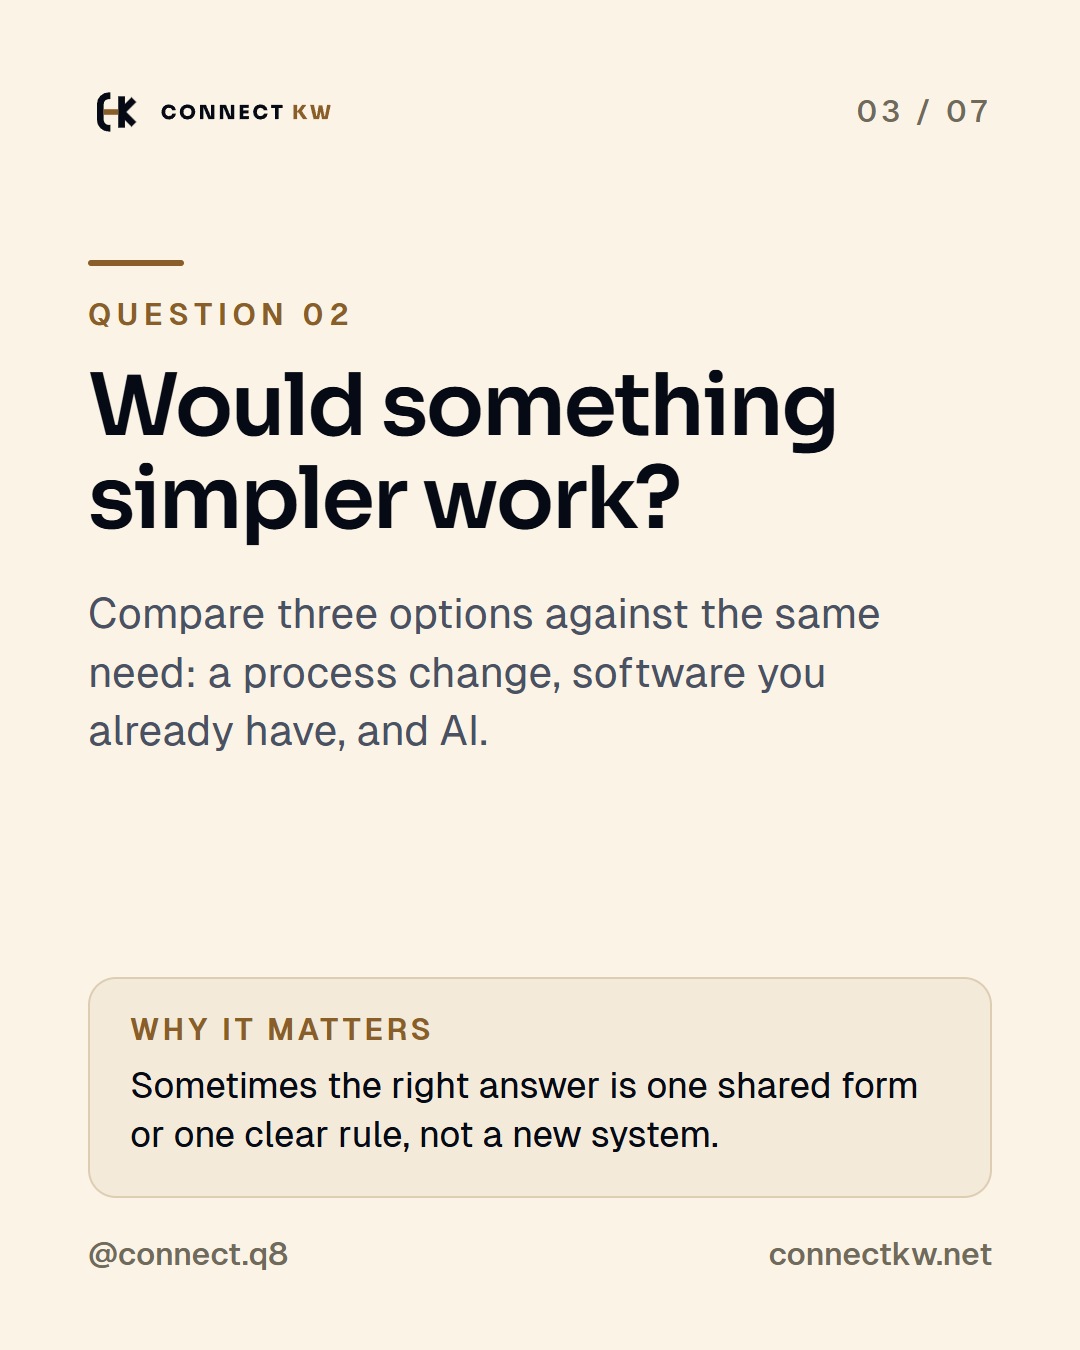 CONNECT KW
03 / 07
QUESTION 02
Would something
simpler work?
Compare three options against the same
need: a process change, software you
already have, and AI.
WHY IT MATTERS
Sometimes the right answer is one shared form
or one clear rule, not a new system.
@connect.q8
connectkw.net